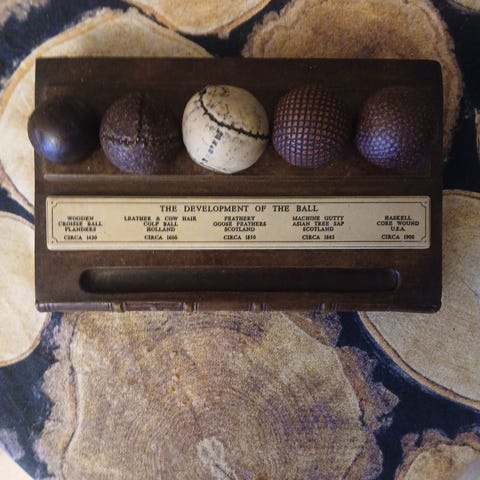 THE DEVELOPMENT OF THE BALL
WOODEN LEATHER & COW HAIR FEATHERY MACHINE GUTTY HASKELL
CROSSE BALL COLF BALL GOOSE FEATHERS ASIAN TREE SAP CORE WOUND
FLANDERS HOLLAND SCOTLAND SCOTLAND U.S.A.
CIRCA 1430 CIRCA 1600 CIRCA 1850 CIRCA 1885 CIRCA 1900